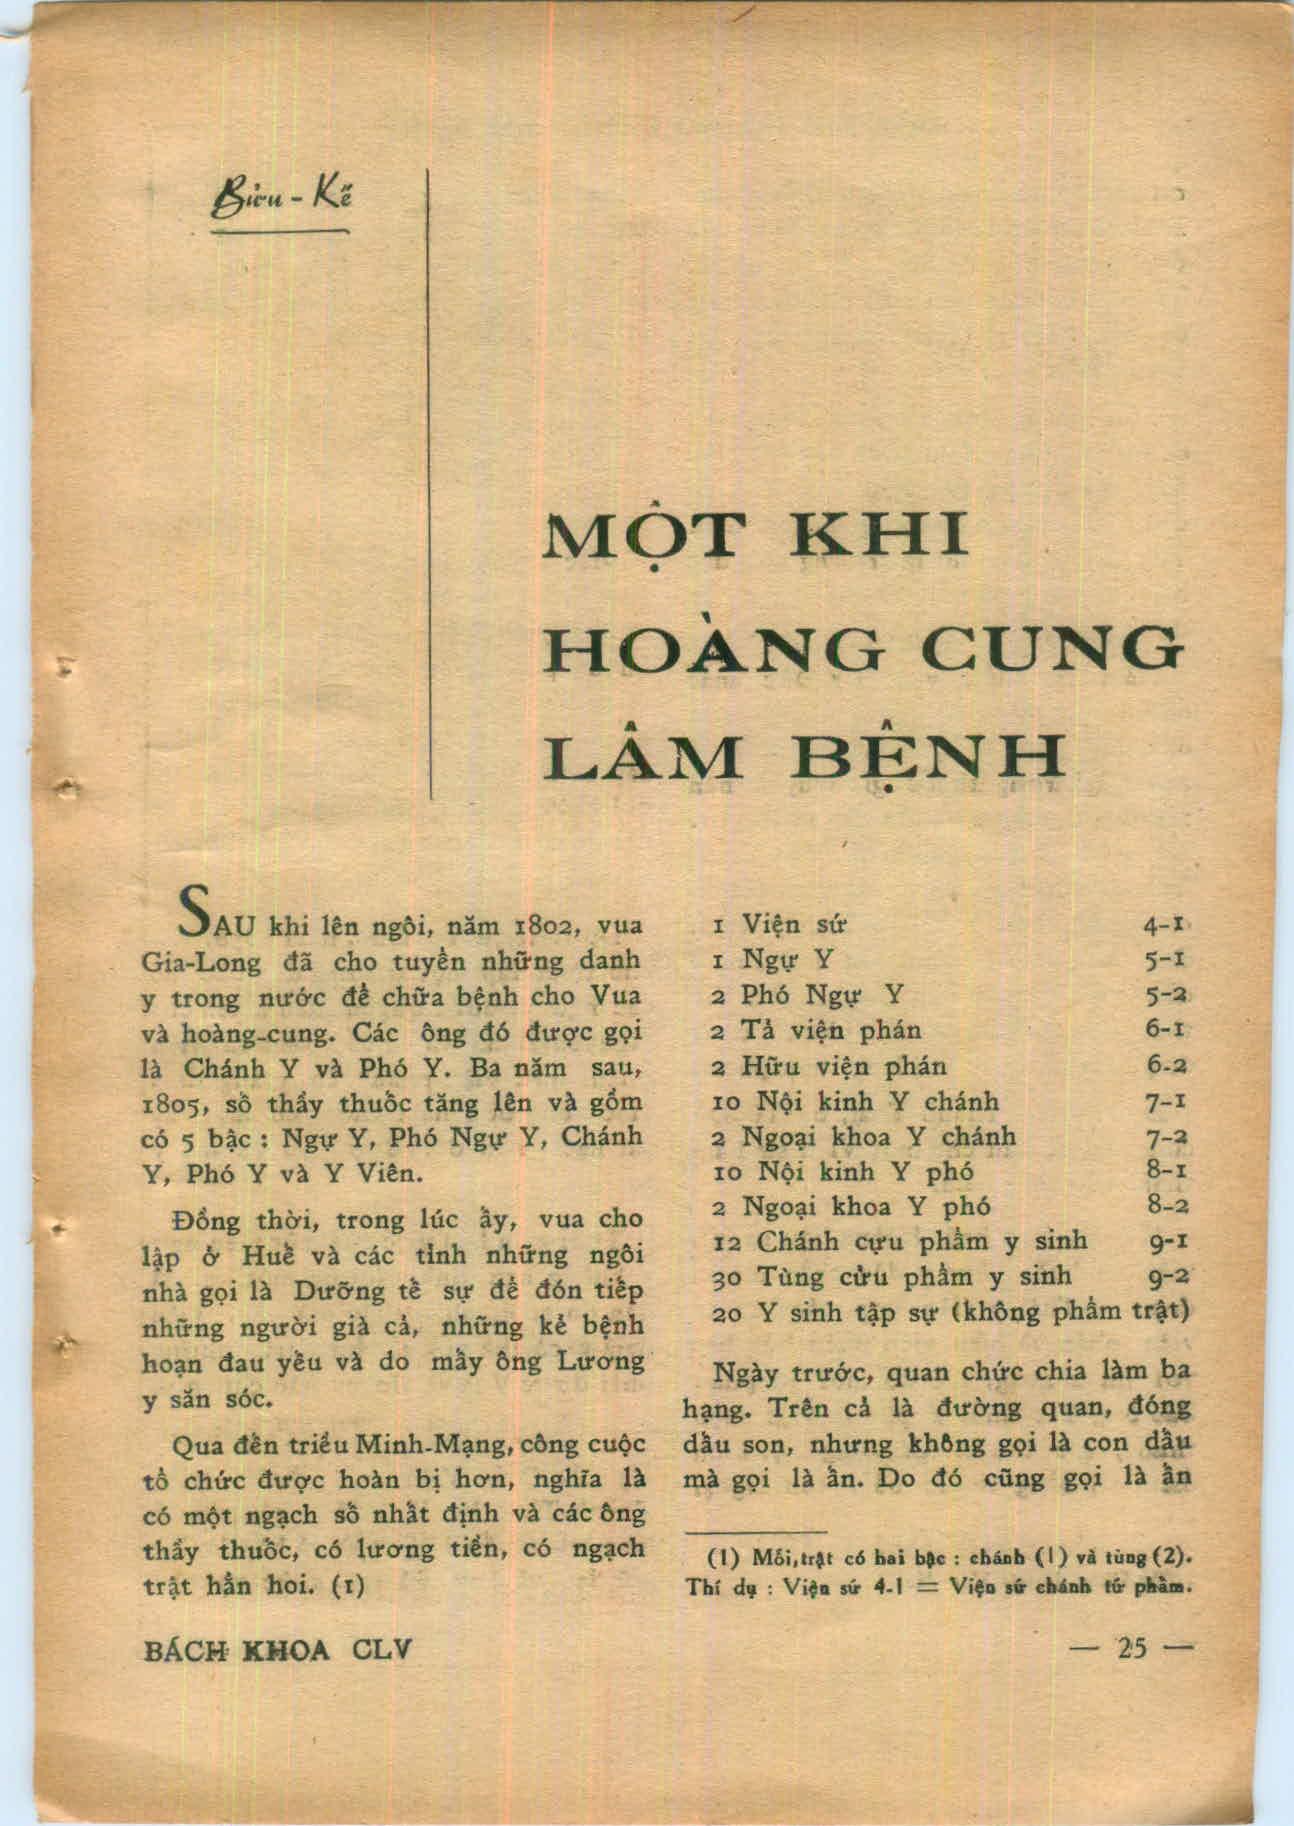 Bửu - Kế
MỘT KHI
HOÀNG CUNG
LÂM BỆNH
SAU khi lên ngôi, năm 1802, vua
Gia-Long đã cho tuyển những danh
y trong nước để chữa bệnh cho Vua
và hoàng-cung. Các ông đó được gọi
là Chánh Y và Phó Y. Ba năm sau,
1805, số thầy thuốc tăng lên và gồm
có 5 bậc : Ngự Y, Phó Ngự Y, Chánh
Y, Phó Y và Y Viên.
Đồng thời, trong lúc ấy, vua cho
lập ở Huế và các tỉnh những ngôi
nhà gọi là Dưỡng tế sự để đón tiếp
những người già cả, những kẻ bệnh
hoạn đau yếu và do mấy ông Lương
y săn sóc.
Qua đến triều Minh-Mạng, công cuộc
tổ chức được hoàn bị hơn, nghĩa là
có một ngạch số nhất định và các ông
thầy thuốc, có lương tiền, có ngạch
trật hẳn hoi. (1)
1 Viện sứ 4-1
1 Ngự Y 5-1
2 Phó Ngự Y 5-2
2 Tả viện phán 6-1
2 Hữu viện phán 6-2
10 Nội kinh Y chánh 7-1
2 Ngoại khoa Y chánh 7-2
10 Nội kinh Y phó 8-1
2 Ngoại khoa Y phó 8-2
12 Chánh cựu phẩm y sinh 9-1
30 Tùng cửu phẩm y sinh 9-2
20 Y sinh tập sự (không phẩm trật)
Ngày trước, quan chức chia làm ba
hạng. Trên cả là đường quan, đóng
dấu son, nhưng không gọi là con dấu
mà gọi là ấn. Do đó cũng gọi là ấn
(1) Mỗi,trật có hai bậc : chánh (1) và tùng (2).
Thí dụ : Viện sứ 4-1 = Viện sứ chánh tứ phẩm.
BÁCH KHOA CLV
— 25 —